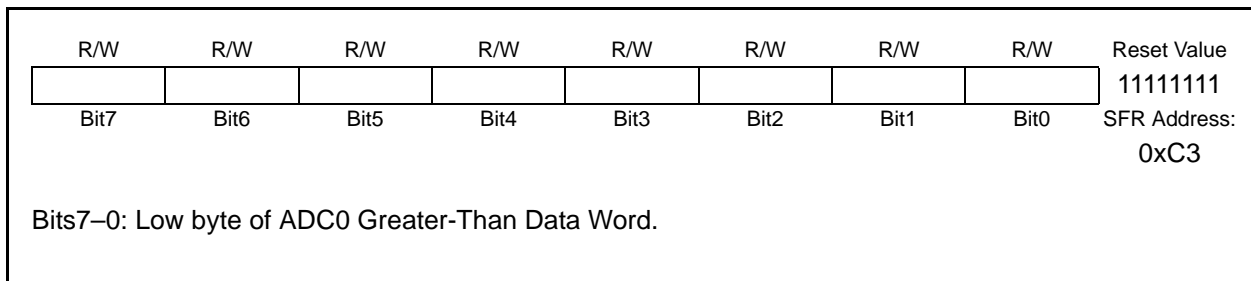 R/W R/W R/W R/W R/W R/W R/W R/W Reset Value
11111111
Bit7 Bit6 Bit5 Bit4 Bit3 Bit2 Bit1 Bit0 SFR Address:
0xC3
Bits7–0: Low byte of ADC0 Greater-Than Data Word.